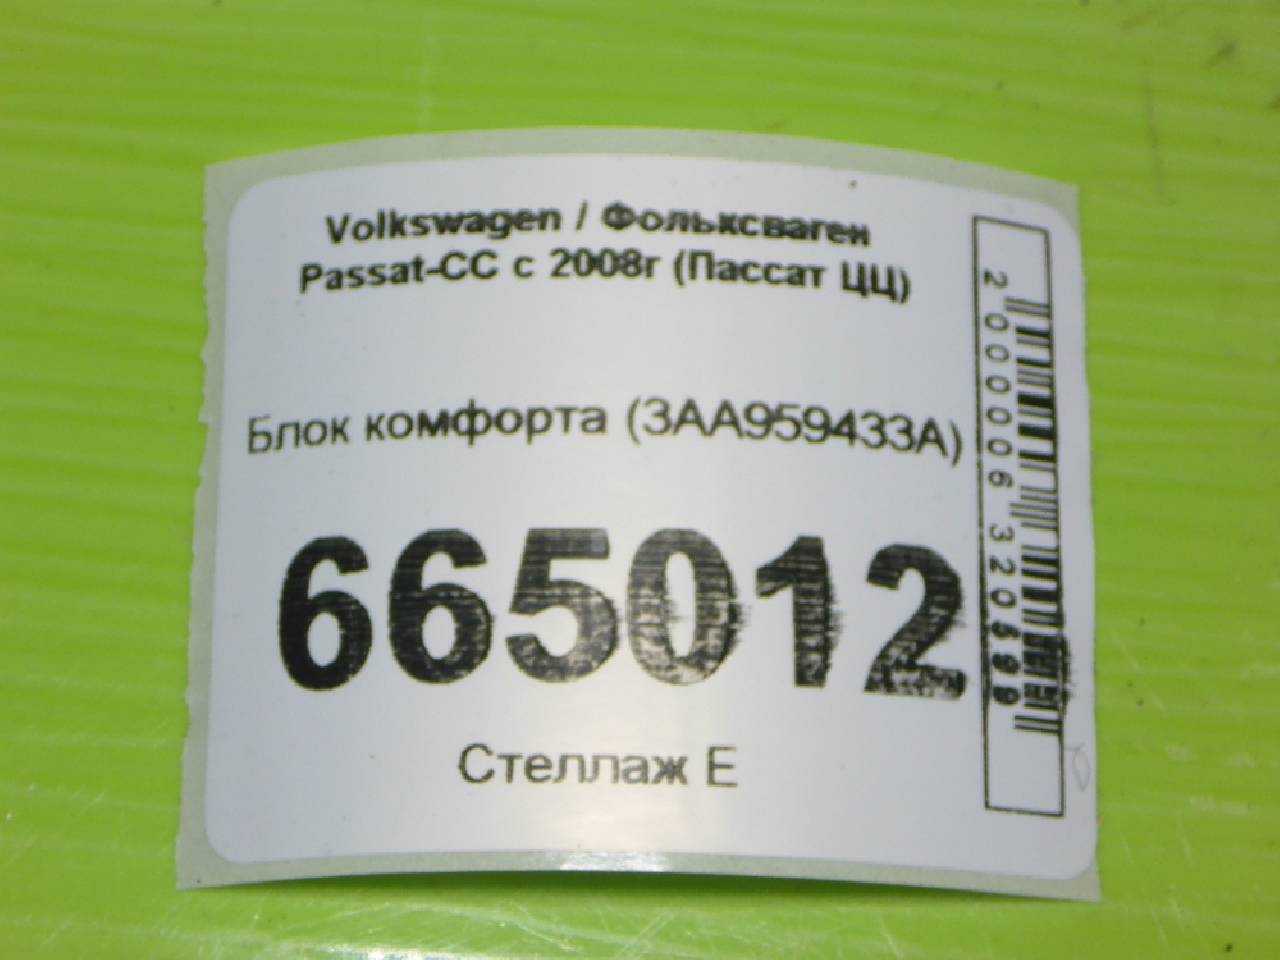 Volkswagen / Фольксваген
Passat-CC с 2008г (Пассат ЦЦ)
Блок комфорта (3AA959433A)
665012
Стеллаж Е